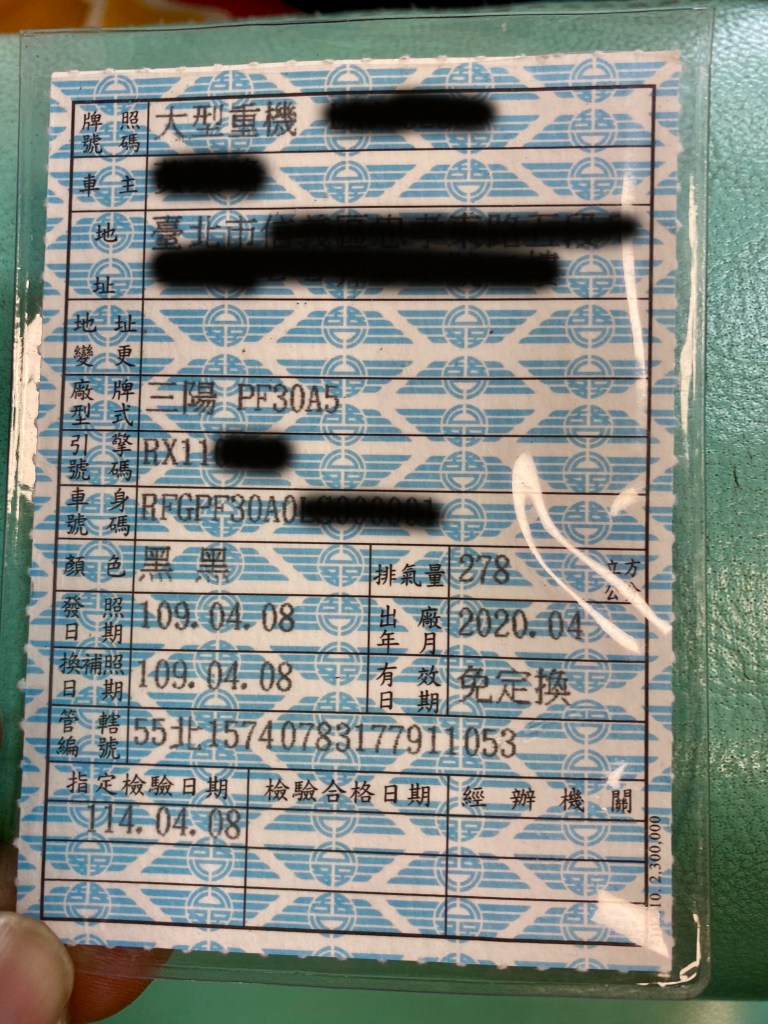 牌照號碼 大型重機
車主
地址 臺北市
地址變更
廠牌型式 三陽 PF30A5
引擎號碼 RX11
車身號碼 RFGPF30A0L
顏色 黑 黑 排氣量 278 立方公分
發照日期 109.04.08 出廠年月 2020.04
換補照日期 109.04.08 有效日期 免定換
管轄編號 55北15740783177911053
指定檢驗日期 檢驗合格日期 經辦機關
114.04.08
10.2,300,000